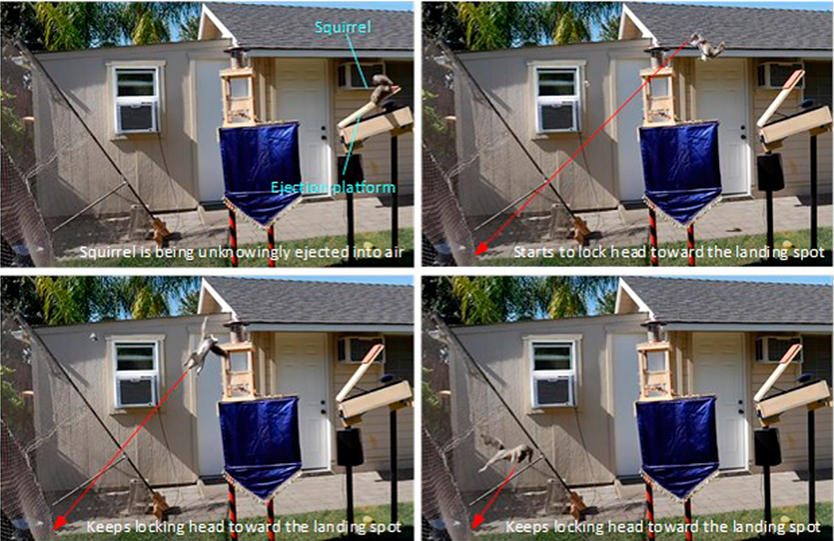 Squirrel
Ejection platform
Squirrel is being unknowingly ejected into air
Starts to lock head toward the landing spot
Keeps locking head toward the landing spot
Keeps locking head toward the landing spot